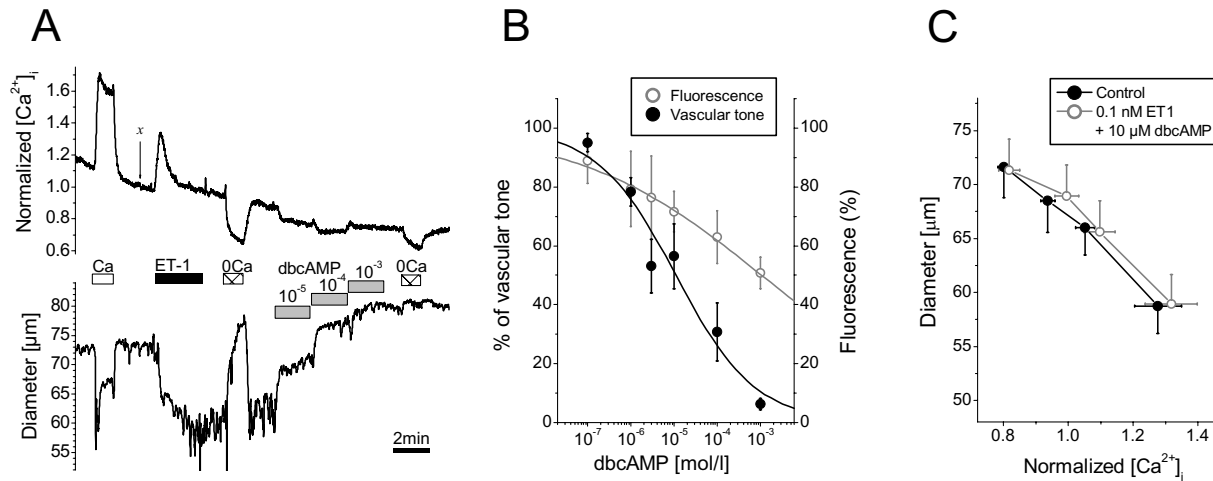 A
Normalized [Ca²⁺]ᵢ
1.6
1.4
1.2
1.0
0.8
0.6
x
Ca
ET-1
0Ca
dbcAMP
10⁻⁵
10⁻⁴
10⁻³
0Ca
Diameter [µm]
80
75
70
65
60
55
2min
B
Fluorescence
Vascular tone
% of vascular tone
100
80
60
40
20
0
Fluorescence (%)
100
80
60
40
20
0
10⁻⁷
10⁻⁶
10⁻⁵
10⁻⁴
10⁻³
dbcAMP [mol/l]
C
Control
0.1 nM ET1
+ 10 µM dbcAMP
Diameter [µm]
75
70
65
60
55
50
0.8
1.0
1.2
1.4
Normalized [Ca²⁺]ᵢ